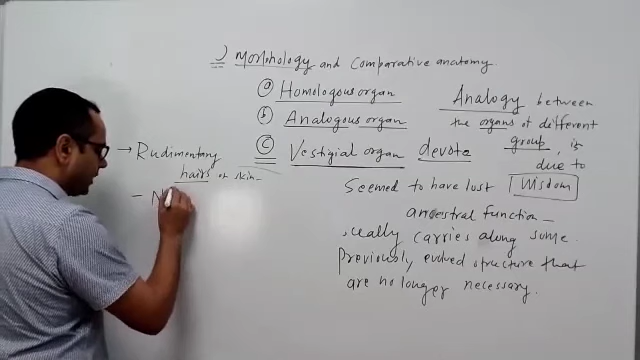 1) Morphology and comparative anatomy.
(a) Homologous organ
(b) Analogous organ
(c) Vestigial organ devote
Analogy between
the organs of different
group, is
due to
Wisdom
Seemed to have lost
ancestral function
carries along some
Previously evolved structure that
are no longer necessary.
→ Rudimentary
hairs of skin
- N